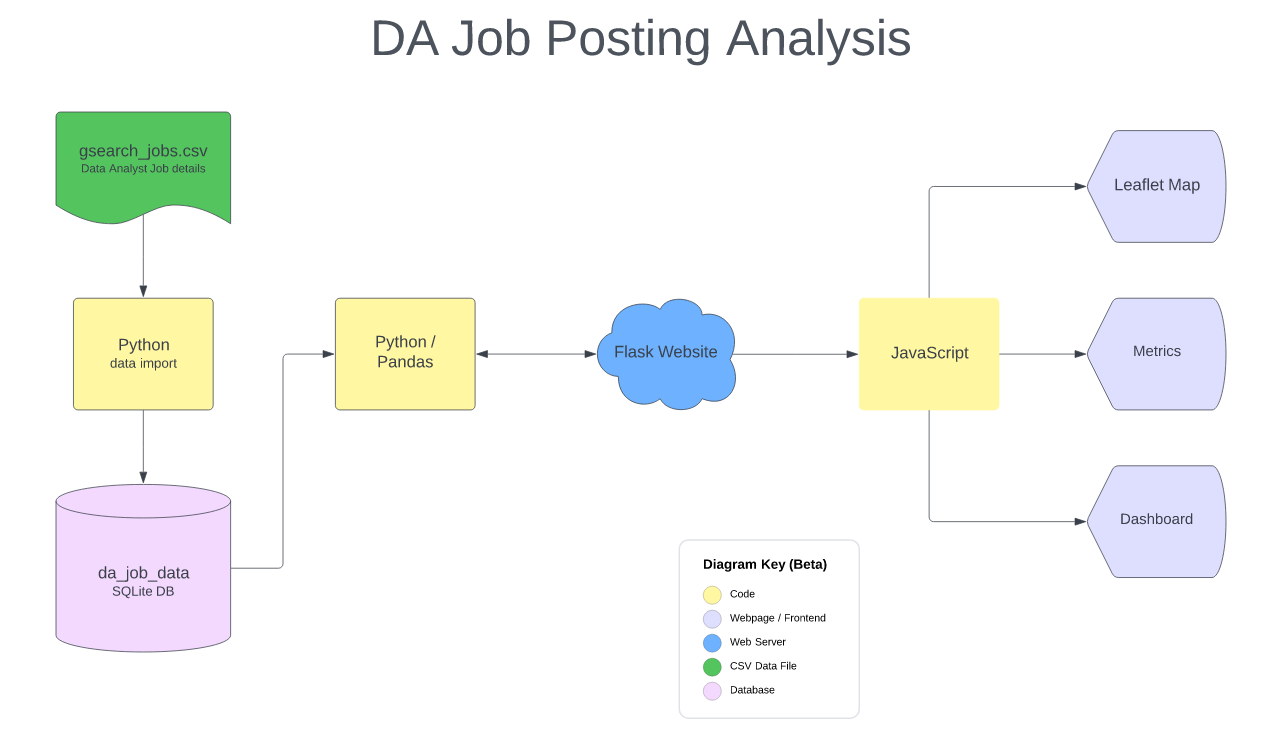 DA Job Posting Analysis
gsearch_jobs.csv
Data Analyst Job details
Python
data import
da_job_data
SQLite DB
Python /
Pandas
Flask Website
JavaScript
Leaflet Map
Metrics
Dashboard
Diagram Key (Beta)
Code
Webpage / Frontend
Web Server
CSV Data File
Database